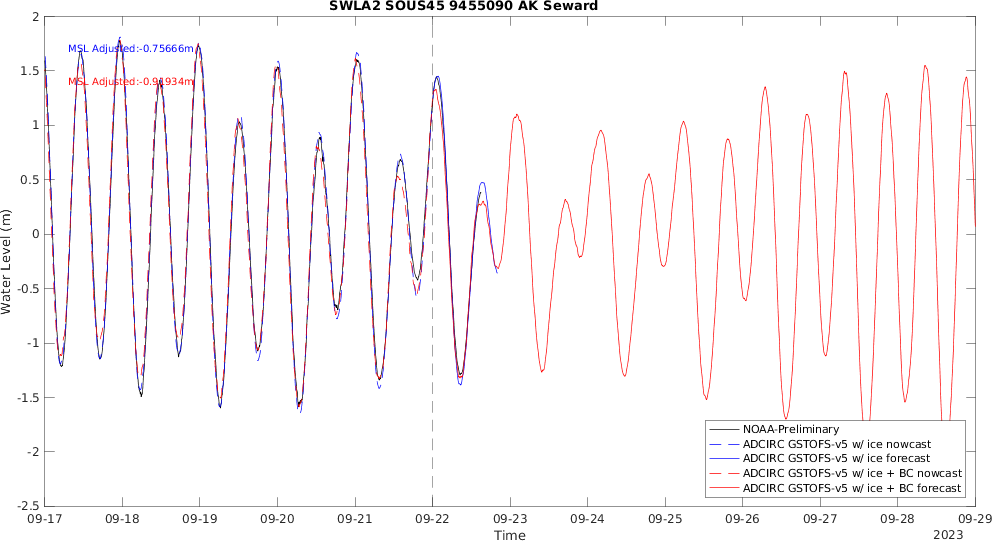 SWLA2 SOUS45 9455090 AK Seward
MSL Adjusted:-0.75666m
MSL Adjusted:-0.91934m
Water Level (m)
2
1.5
1
0.5
0
-0.5
-1
-1.5
-2
-2.5
NOAA-Preliminary
ADCIRC GSTOFS-v5 w/ ice nowcast
ADCIRC GSTOFS-v5 w/ ice forecast
ADCIRC GSTOFS-v5 w/ ice + BC nowcast
ADCIRC GSTOFS-v5 w/ ice + BC forecast
09-17 09-18 09-19 09-20 09-21 09-22 09-23 09-24 09-25 09-26 09-27 09-28 09-29
Time
2023